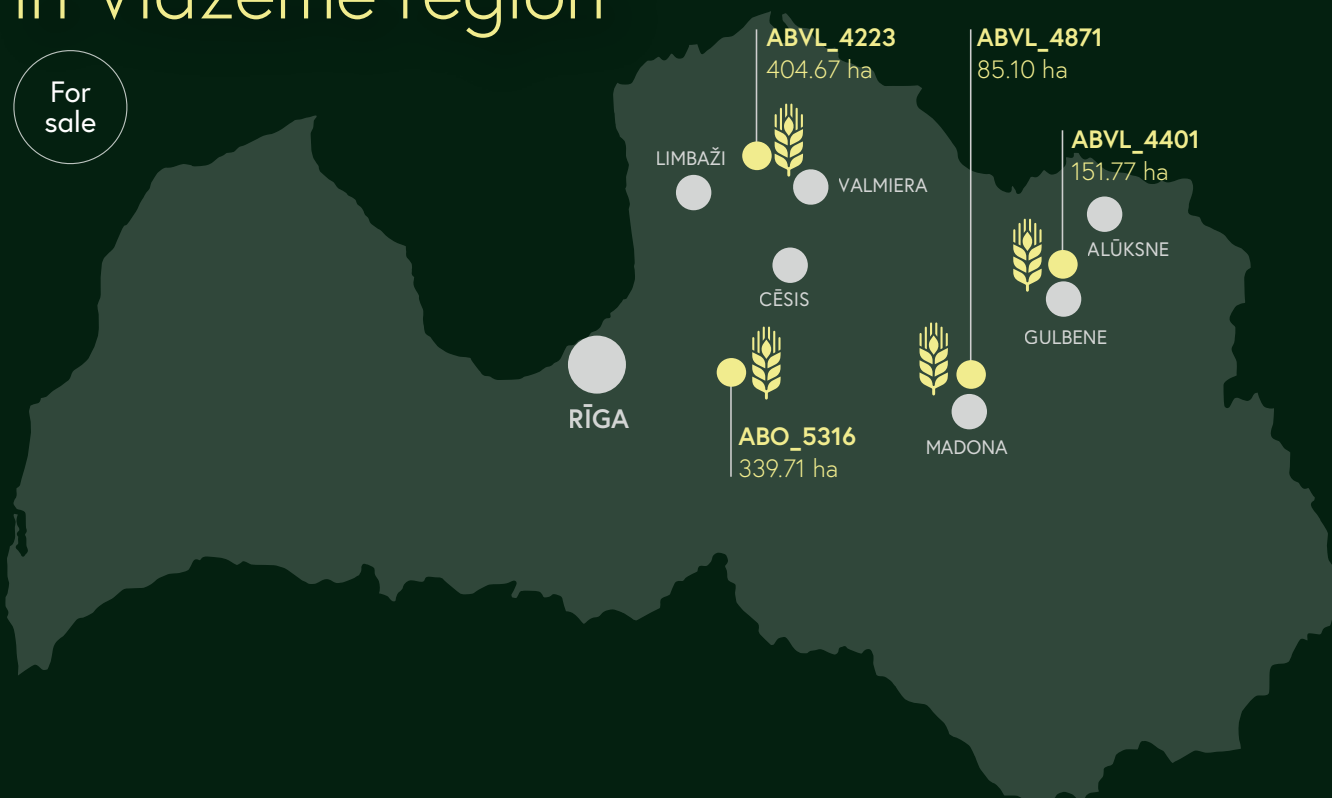 in Vidzeme region
For
sale
ABVL_4223
404.67 ha
ABVL_4871
85.10 ha
ABVL_4401
151.77 ha
LIMBAŽI
VALMIERA
ALŪKSNE
CĒSIS
GULBENE
RĪGA
ABO_5316
339.71 ha
MADONA